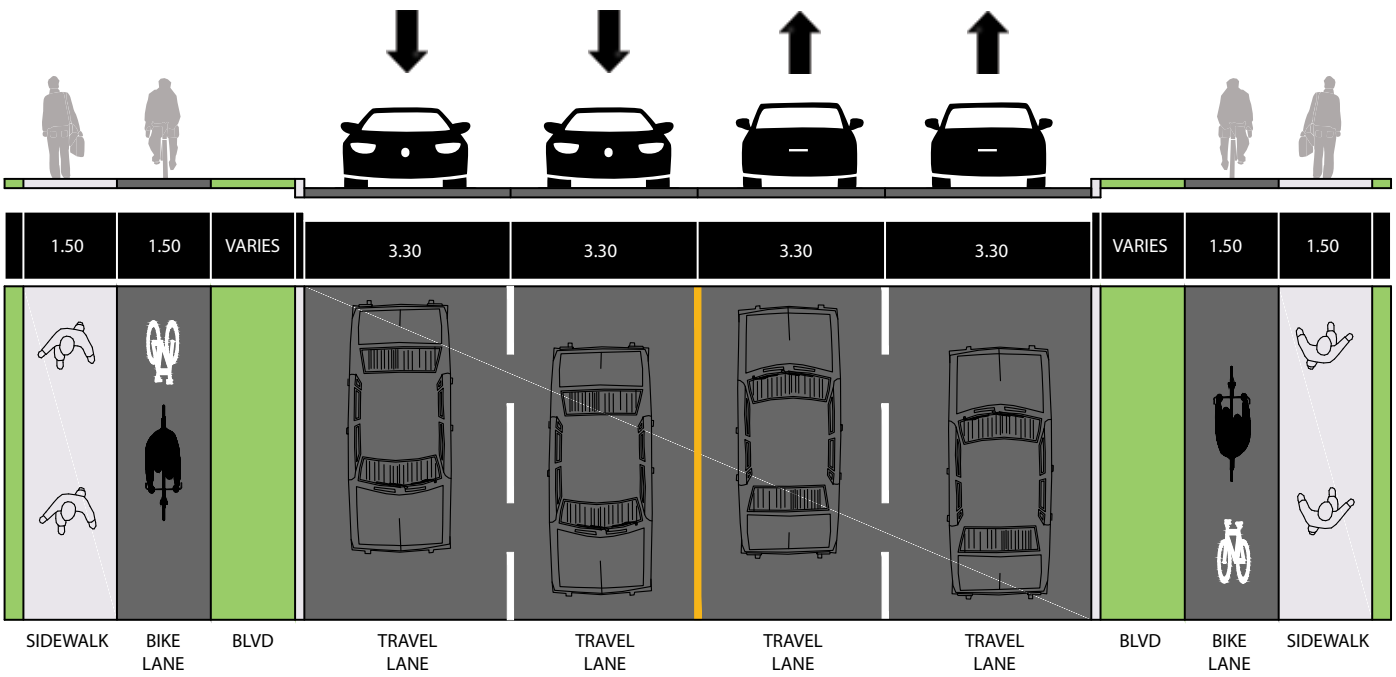 1.50 1.50 VARIES 3.30 3.30 3.30 3.30 VARIES 1.50 1.50
SIDEWALK BIKE BLVD TRAVEL TRAVEL TRAVEL TRAVEL BLVD BIKE SIDEWALK
LANE LANE LANE LANE LANE LANE